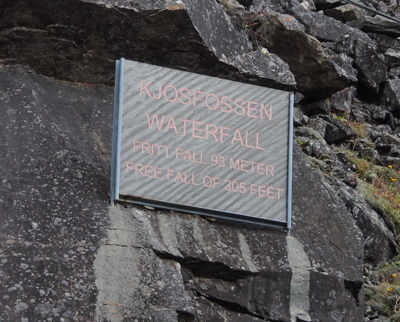 KJOSFOSSEN
WATERFALL
FRITT FALL 93 METER
FREE FALL OF 305 FEET